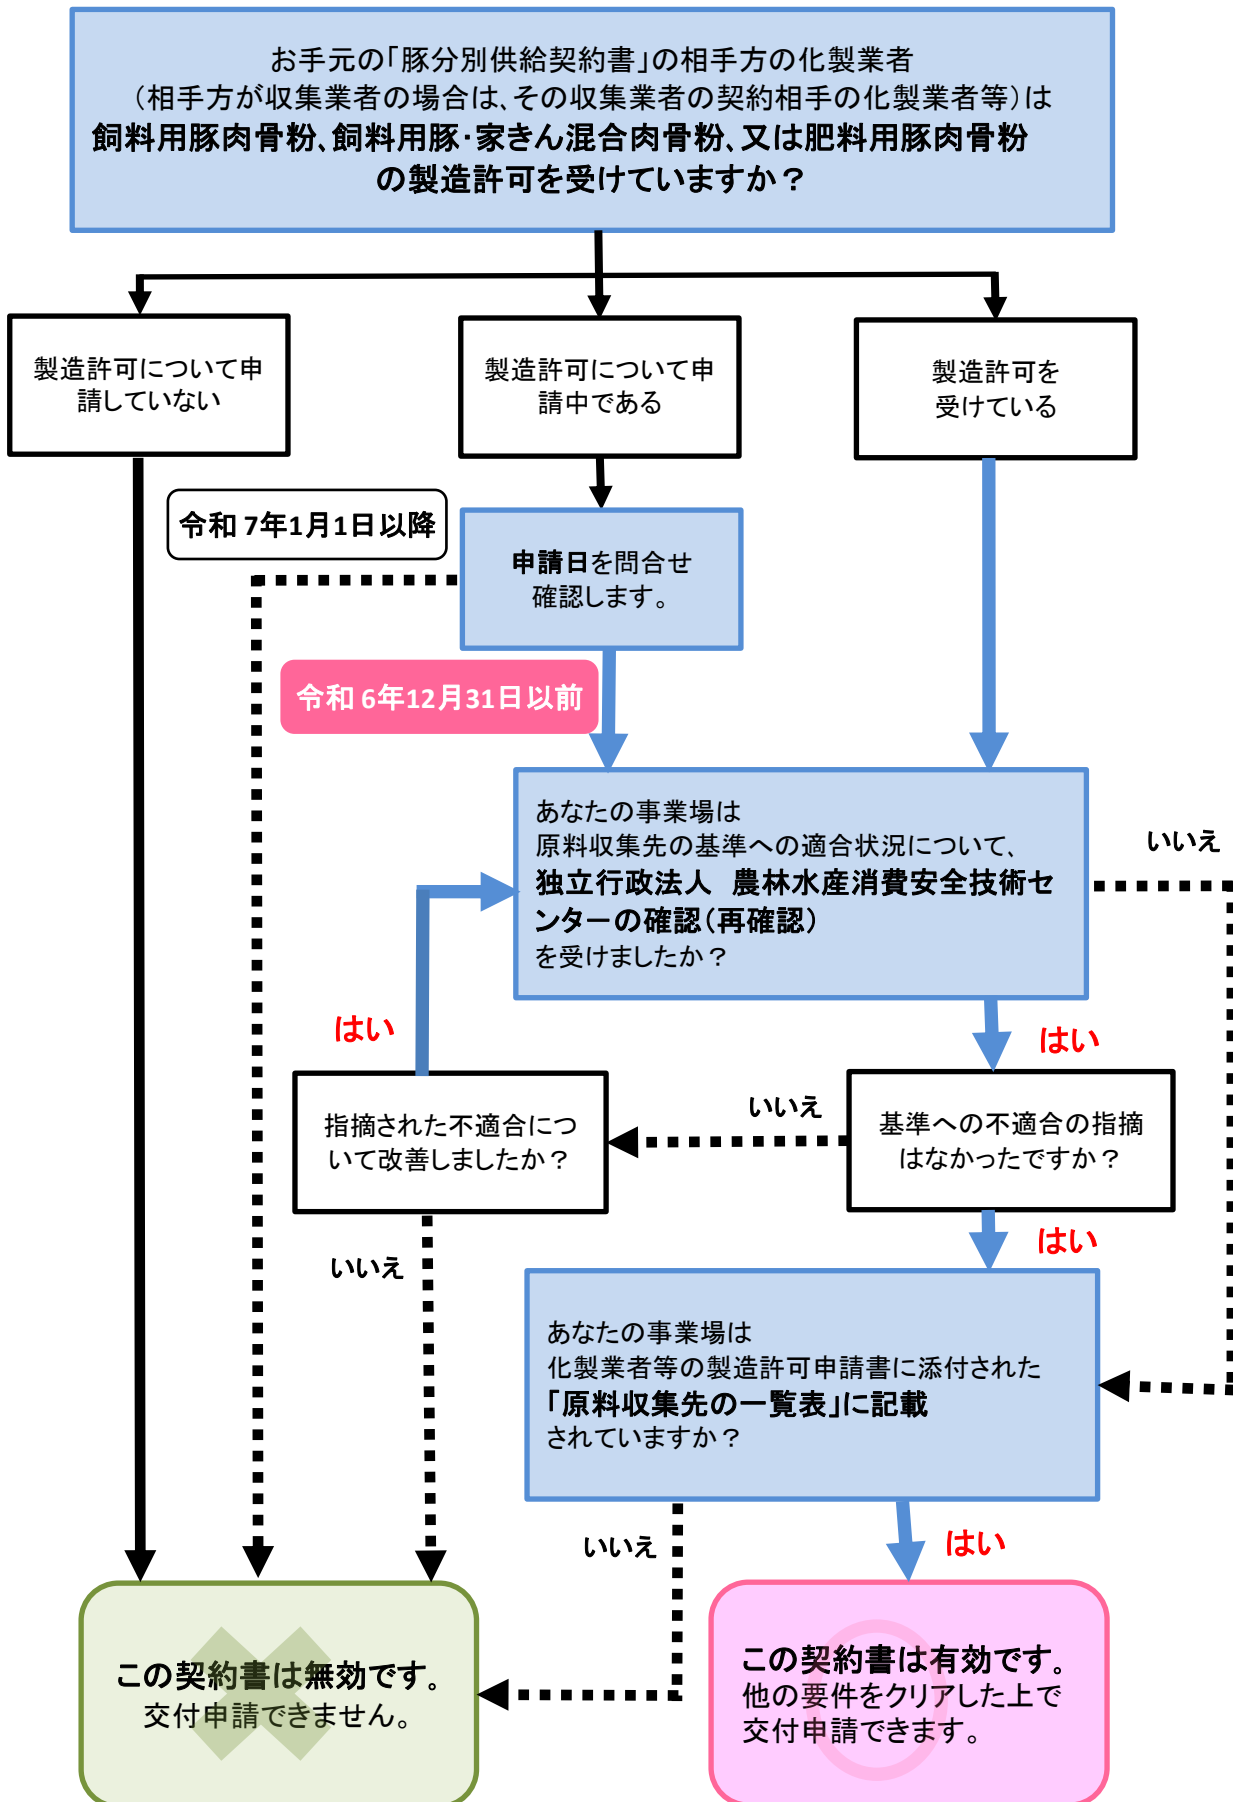 お手元の「豚分別供給契約書」の相手方の化製業者
（相手方が収集業者の場合は、その収集業者の契約相手の化製業者等）は
飼料用豚肉骨粉、飼料用豚・家きん混合肉骨粉、又は肥料用豚肉骨粉
の製造許可を受けていますか？
製造許可について申
請していない
製造許可について申
請中である
製造許可を
受けている
令和 7年1月1日以降
申請日を問合せ
確認します。
令和 6年12月31日以前
あなたの事業場は
原料収集先の基準への適合状況について、
独立行政法人　農林水産消費安全技術セ
ンターの確認（再確認）
を受けましたか？
いいえ
はい
はい
指摘された不適合につ
いて改善しましたか？
いいえ
基準への不適合の指摘
はなかったですか？
いいえ
はい
あなたの事業場は
化製業者等の製造許可申請書に添付された
「原料収集先の一覧表」に記載
されていますか？
いいえ
はい
この契約書は無効です。
交付申請できません。
この契約書は有効です。
他の要件をクリアした上で
交付申請できます。